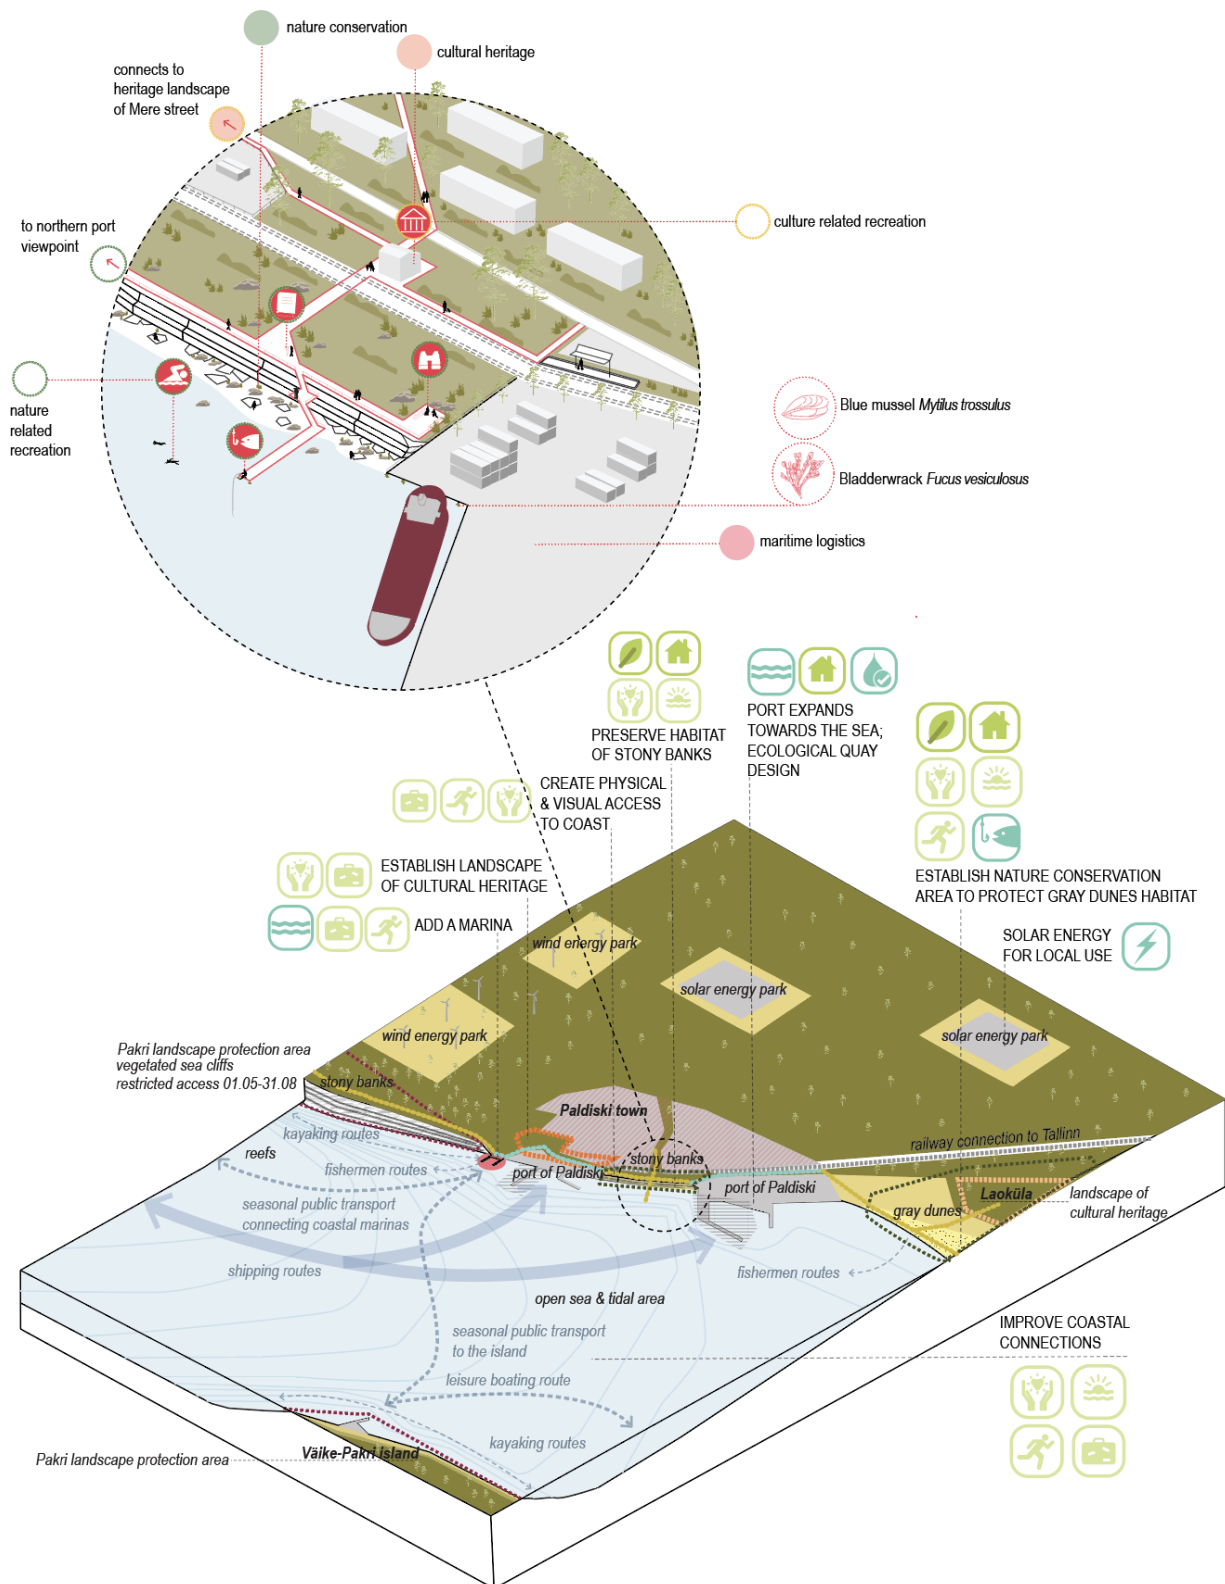 nature conservation
cultural heritage
connects to
heritage landscape
of Mere street
culture related recreation
to northern port
viewpoint
nature
related
recreation
Blue mussel Mytilus trossulus
Bladderwrack Fucus vesiculosus
maritime logistics
PRESERVE HABITAT
OF STONY BANKS
PORT EXPANDS
TOWARDS THE SEA;
ECOLOGICAL QUAY
DESIGN
CREATE PHYSICAL
& VISUAL ACCESS
TO COAST
ESTABLISH LANDSCAPE
OF CULTURAL HERITAGE
ADD A MARINA
ESTABLISH NATURE CONSERVATION
AREA TO PROTECT GRAY DUNES HABITAT
SOLAR ENERGY
FOR LOCAL USE
wind energy park
solar energy park
wind energy park
solar energy park
Pakri landscape protection area
vegetated sea cliffs
restricted access 01.05-31.08
stony banks
Paldiski town
kayaking routes
reefs
fishermen routes
port of Paldiski
stony banks
port of Paldiski
railway connection to Tallinn
gray dunes
Laoküla
landscape of
cultural heritage
seasonal public transport
connecting coastal marinas
shipping routes
fishermen routes
open sea & tidal area
seasonal public transport
to the island
leisure boating route
IMPROVE COASTAL
CONNECTIONS
kayaking routes
Väike-Pakri island
Pakri landscape protection area